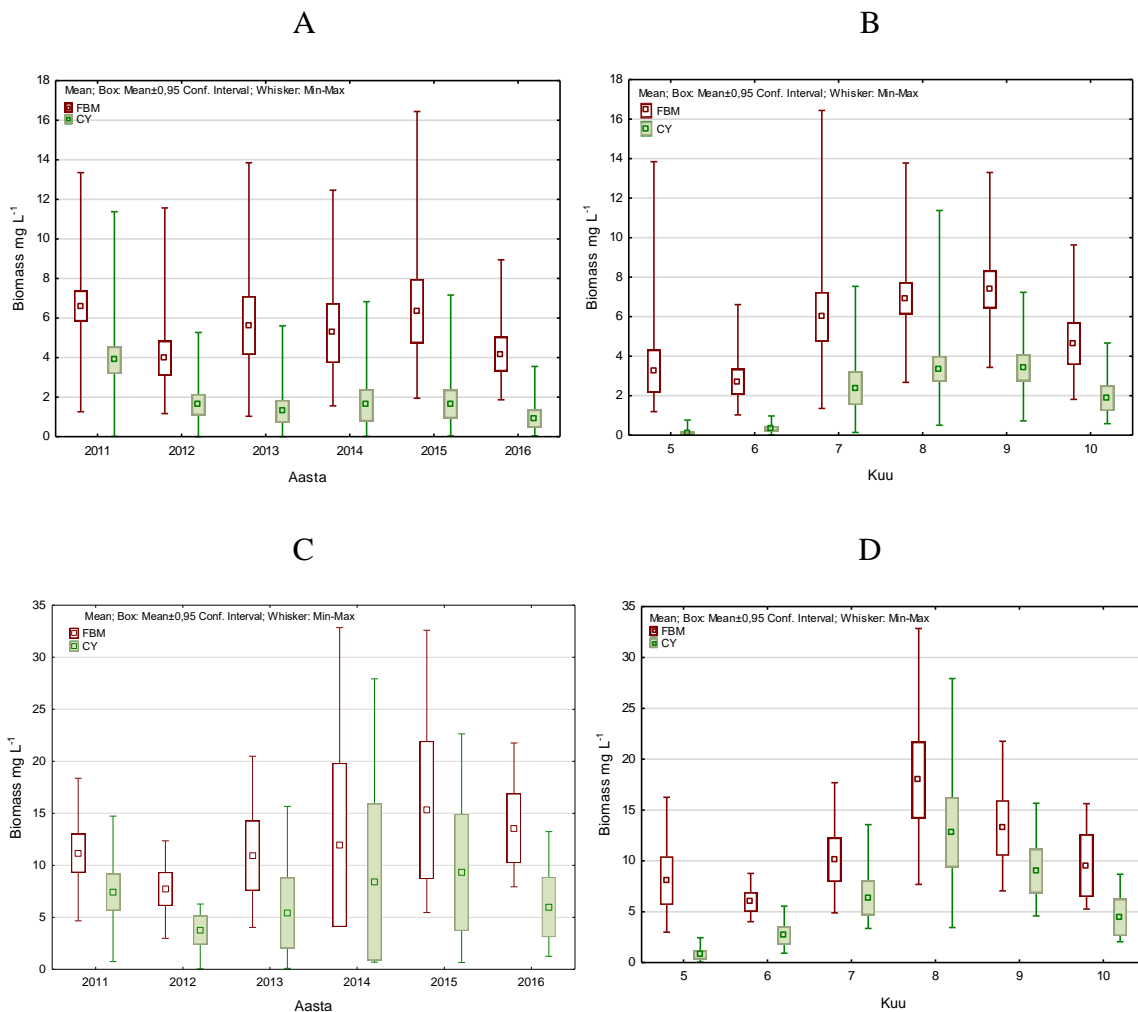 A
Mean; Box: Mean±0,95 Conf. Interval; Whisker: Min-Max
FBM
CY
18
16
14
12
10
8
6
4
2
0
Biomass mg L-1
2011 2012 2013 2014 2015 2016
Aasta
B
Mean; Box: Mean±0,95 Conf. Interval; Whisker: Min-Max
FBM
CY
18
16
14
12
10
8
6
4
2
0
Biomass mg L-1
5 6 7 8 9 10
Kuu
C
Mean; Box: Mean±0,95 Conf. Interval; Whisker: Min-Max
FBM
CY
35
30
25
20
15
10
5
0
Biomass mg L-1
2011 2012 2013 2014 2015 2016
Aasta
D
Mean; Box: Mean±0,95 Conf. Interval; Whisker: Min-Max
FBM
CY
35
30
25
20
15
10
5
0
Biomass mg L-1
5 6 7 8 9 10
Kuu